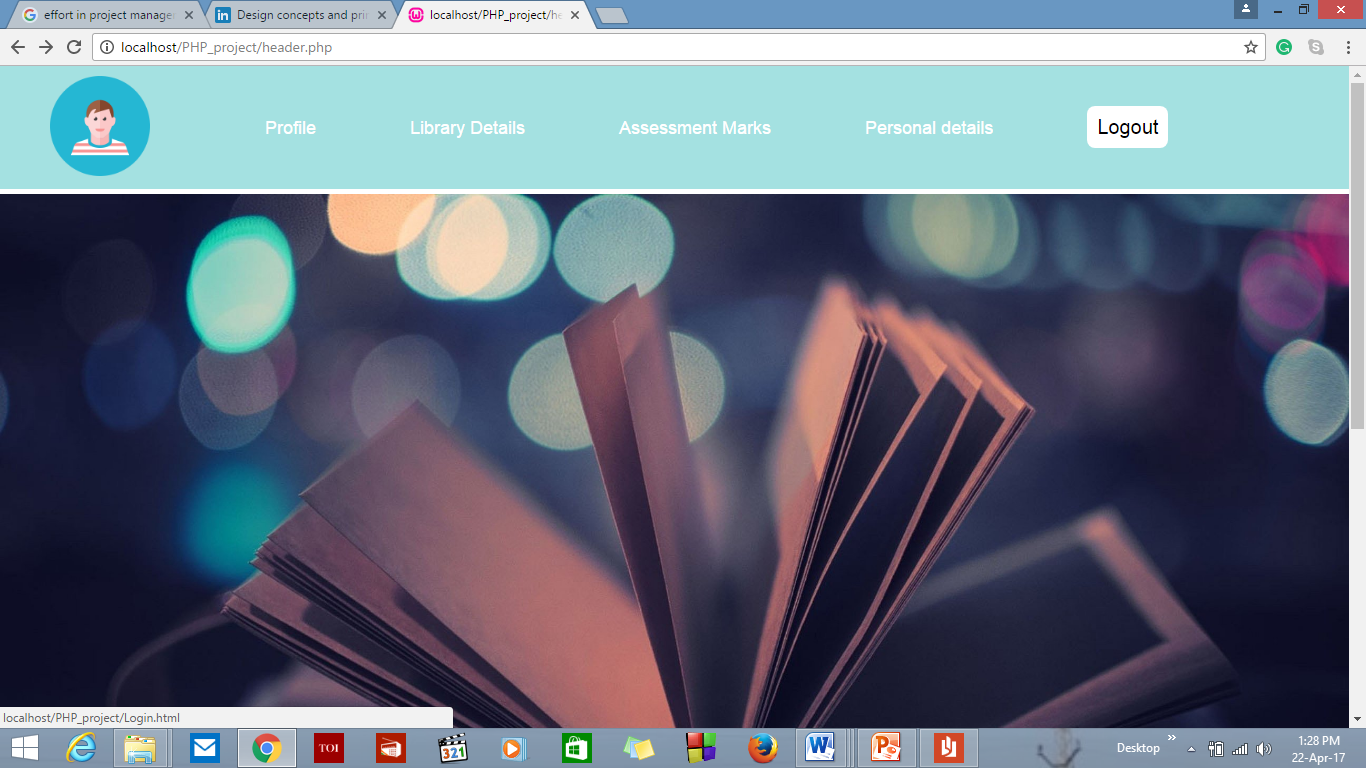 effort in project manage
Design concepts and pri
localhost/PHP_project/he
localhost/PHP_project/header.php
Profile
Library Details
Assessment Marks
Personal details
Logout
localhost/PHP_project/Login.html
TOI
321
Desktop
1:28 PM
22-Apr-17